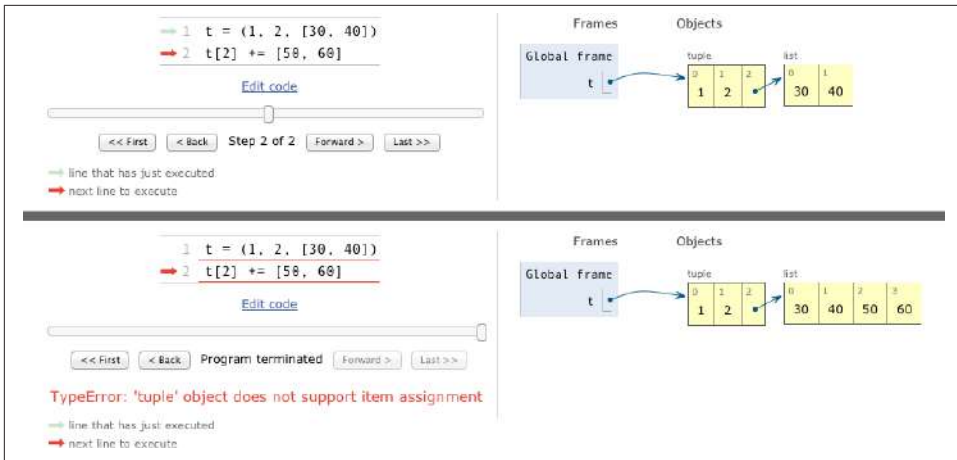 1 t = (1, 2, [30, 40])
2 t[2] += [50, 60]
Edit code
<< First < Back Step 2 of 2 Forward > Last >>
line that has just executed
next line to execute
Frames Objects
Global frame
t
tuple list
0 1 2 0 1
1 2 30 40
1 t = (1, 2, [30, 40])
2 t[2] += [50, 60]
Edit code
<< First < Back Program terminated Forward > Last >>
TypeError: 'tuple' object does not support item assignment
line that has just executed
next line to execute
Frames Objects
Global frame
t
tuple list
0 1 2 0 1 2 3
1 2 30 40 50 60